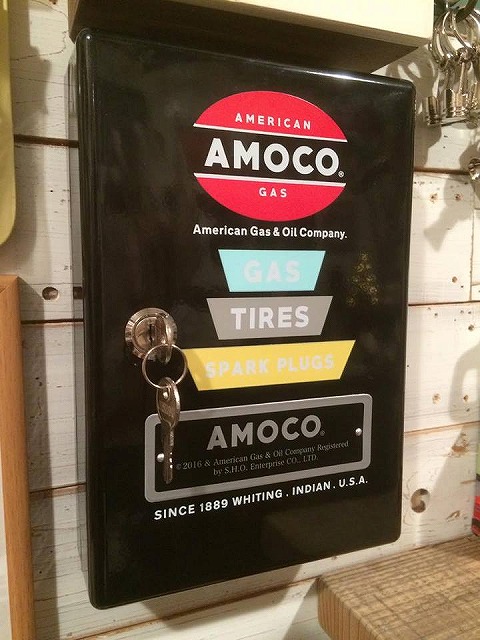 AMERICAN
AMOCO®
GAS
American Gas & Oil Company.
GAS
TIRES
SPARK PLUGS
AMOCO®
©2016 & American Gas & Oil Company Registered
by S.H.O. Enterprise CO., LTD.
SINCE 1889 WHITING . INDIAN . U.S.A.